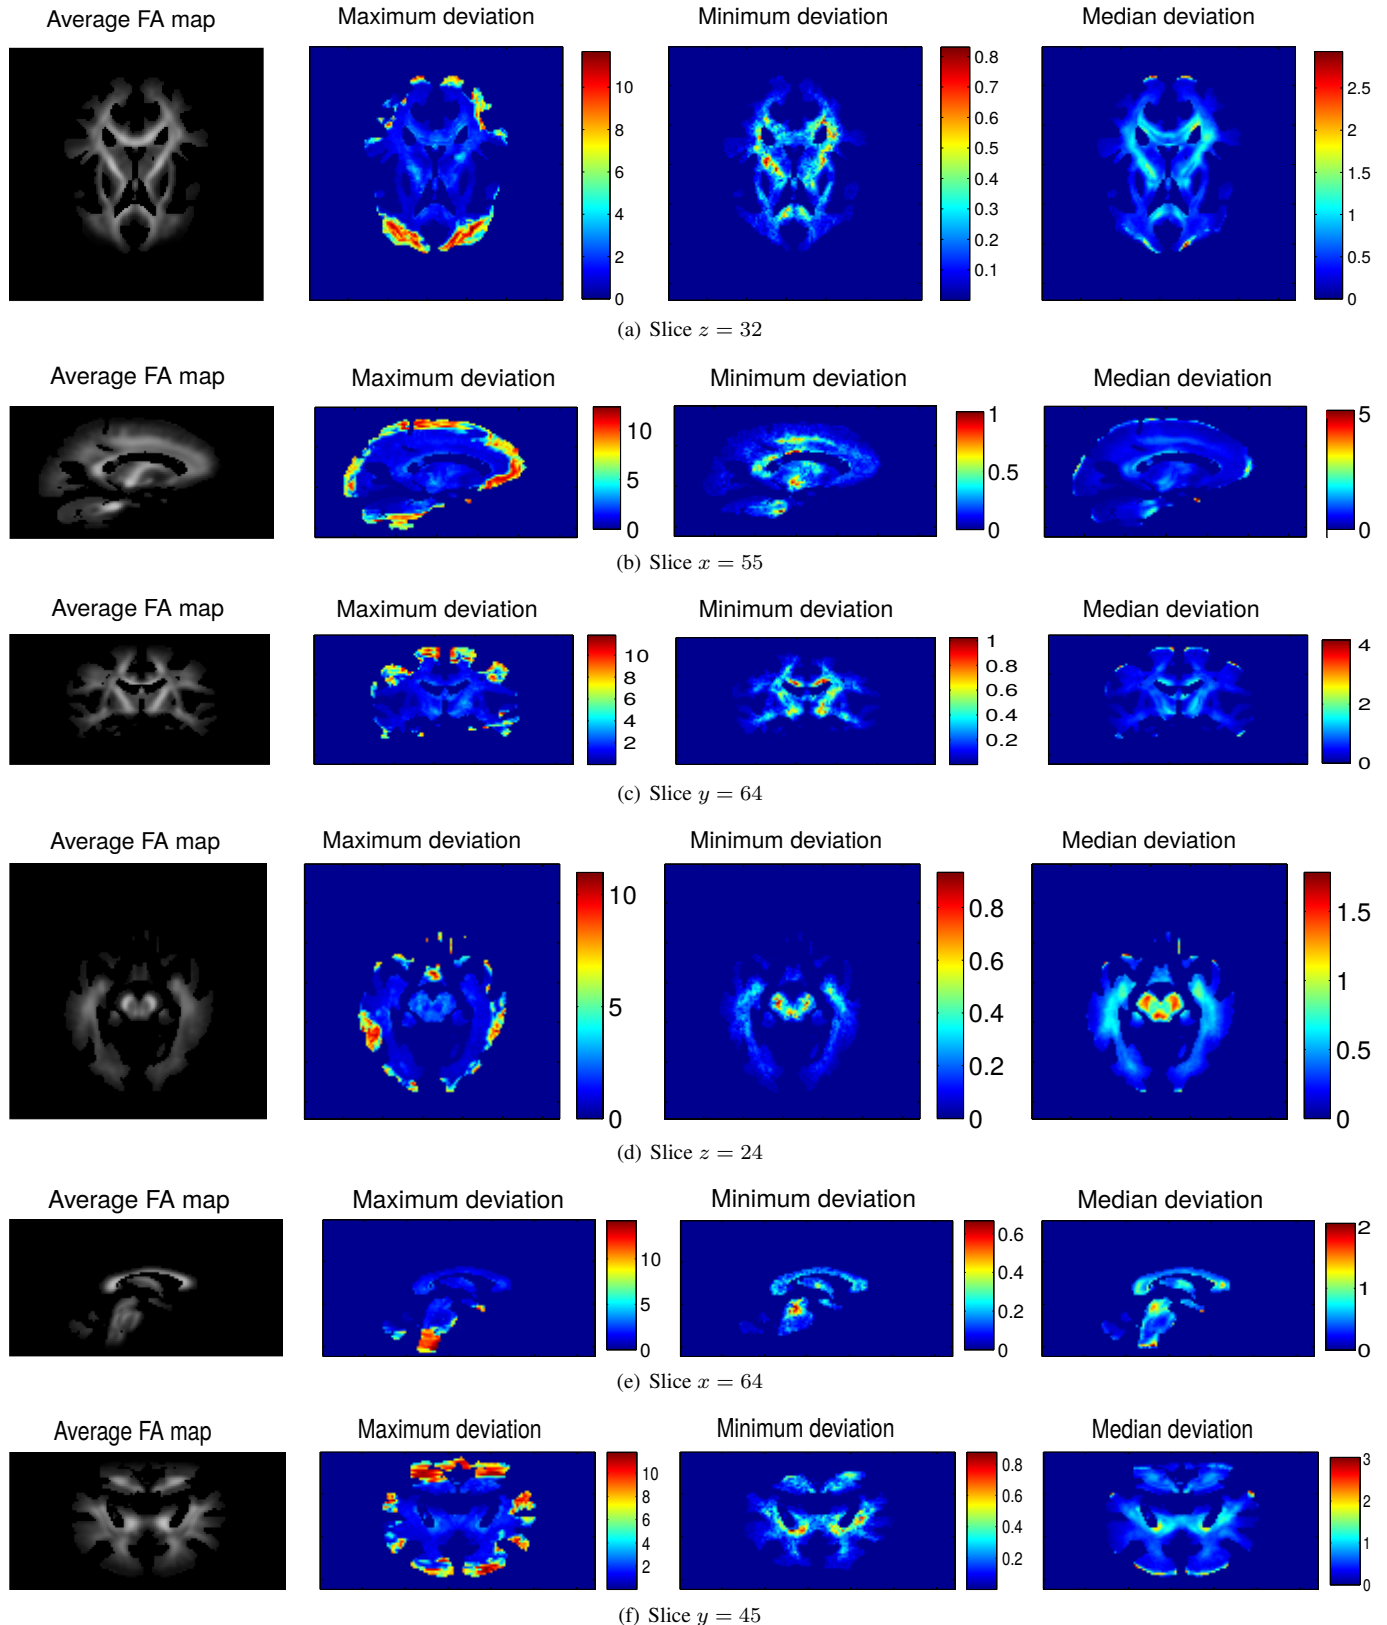 Average FA map
Maximum deviation
Minimum deviation
Median deviation
10
8
6
4
2
0
0.8
0.7
0.6
0.5
0.4
0.3
0.2
0.1
2.5
2
1.5
1
0.5
0
(a) Slice z = 32
Average FA map
Maximum deviation
Minimum deviation
Median deviation
10
5
0
1
0.5
0
5
0
(b) Slice x = 55
Average FA map
Maximum deviation
Minimum deviation
Median deviation
10
8
6
4
2
1
0.8
0.6
0.4
0.2
4
2
0
(c) Slice y = 64
Average FA map
Maximum deviation
Minimum deviation
Median deviation
10
5
0
0.8
0.6
0.4
0.2
0
1.5
1
0.5
0
(d) Slice z = 24
Average FA map
Maximum deviation
Minimum deviation
Median deviation
10
5
0
0.6
0.4
0.2
0
2
1
0
(e) Slice x = 64
Average FA map
Maximum deviation
Minimum deviation
Median deviation
10
8
6
4
2
0.8
0.6
0.4
0.2
3
2
1
0
(f) Slice y = 45